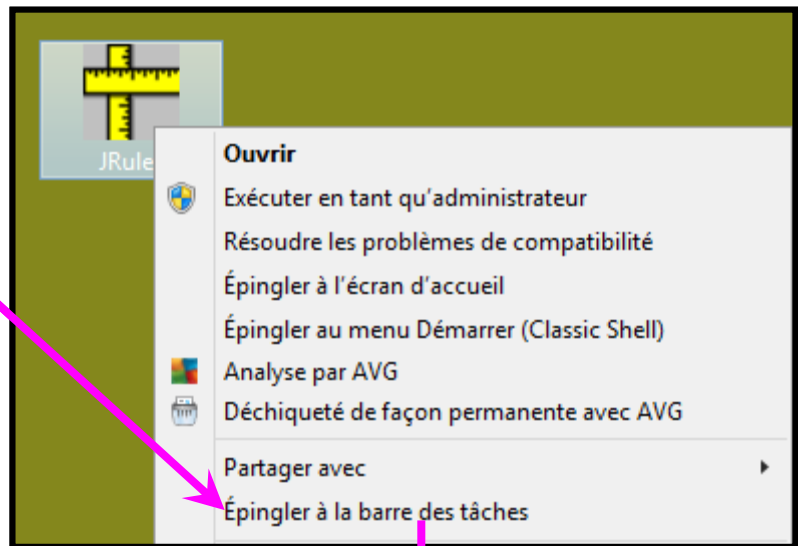 JRule
Ouvrir
Exécuter en tant qu'administrateur
Résoudre les problèmes de compatibilité
Épingler à l'écran d'accueil
Épingler au menu Démarrer (Classic Shell)
Analyse par AVG
Déchiqueté de façon permanente avec AVG
Partager avec
Épingler à la barre des tâches